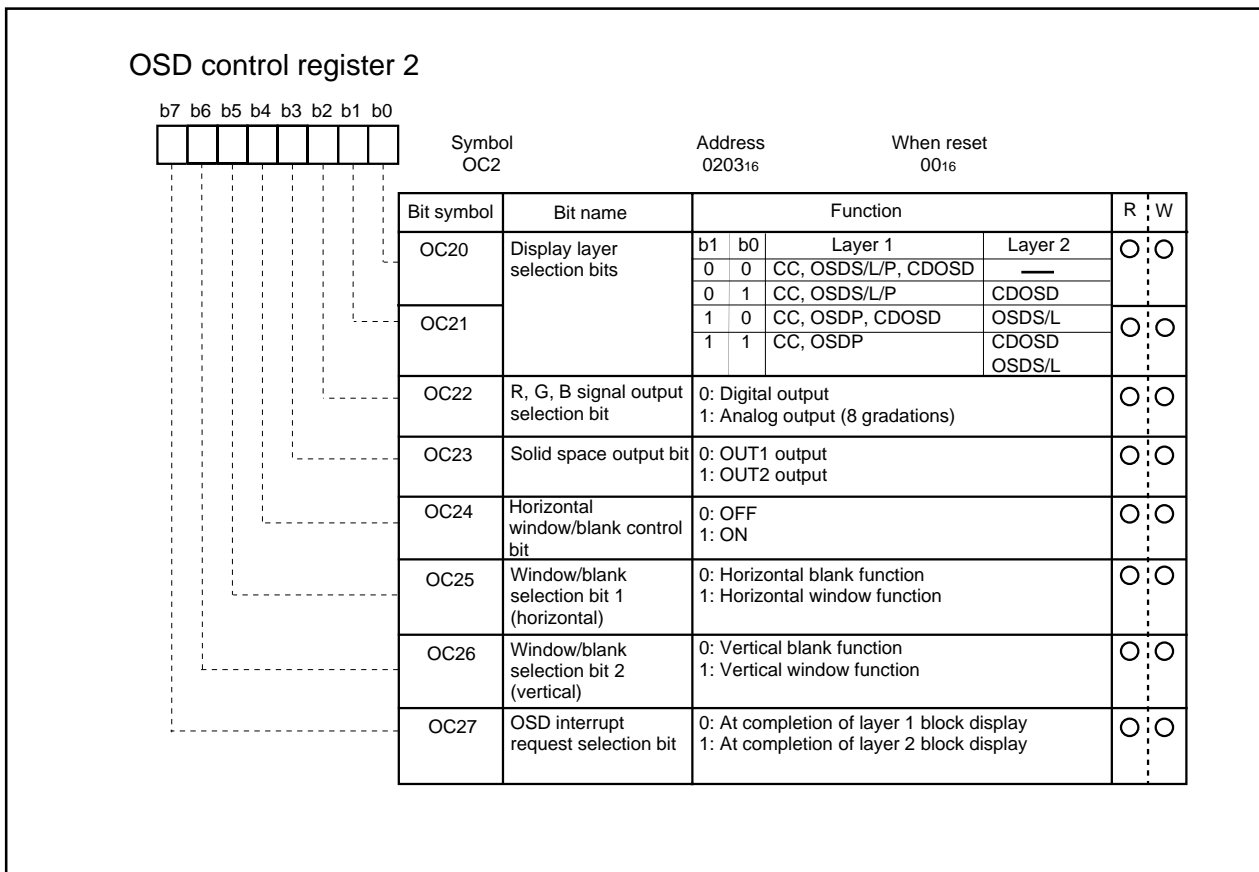 OSD control register 2
b7 b6 b5 b4 b3 b2 b1 b0
Symbol Address When reset
OC2 020316 0016
Bit symbol Bit name Function R W
OC20 Display layer selection bits
b1 b0 Layer 1 Layer 2
0 0 CC, OSDS/L/P, CDOSD —
0 1 CC, OSDS/L/P CDOSD
OC21
1 0 CC, OSDP, CDOSD OSDS/L
1 1 CC, OSDP CDOSD
OSDS/L
OC22 R, G, B signal output 0: Digital output
selection bit 1: Analog output (8 gradations)
OC23 Solid space output bit 0: OUT1 output
1: OUT2 output
OC24 Horizontal
window/blank control 0: OFF
bit 1: ON
OC25 Window/blank 0: Horizontal blank function
selection bit 1 1: Horizontal window function
(horizontal)
OC26 Window/blank 0: Vertical blank function
selection bit 2 1: Vertical window function
(vertical)
OC27 OSD interrupt 0: At completion of layer 1 block display
request selection bit 1: At completion of layer 2 block display